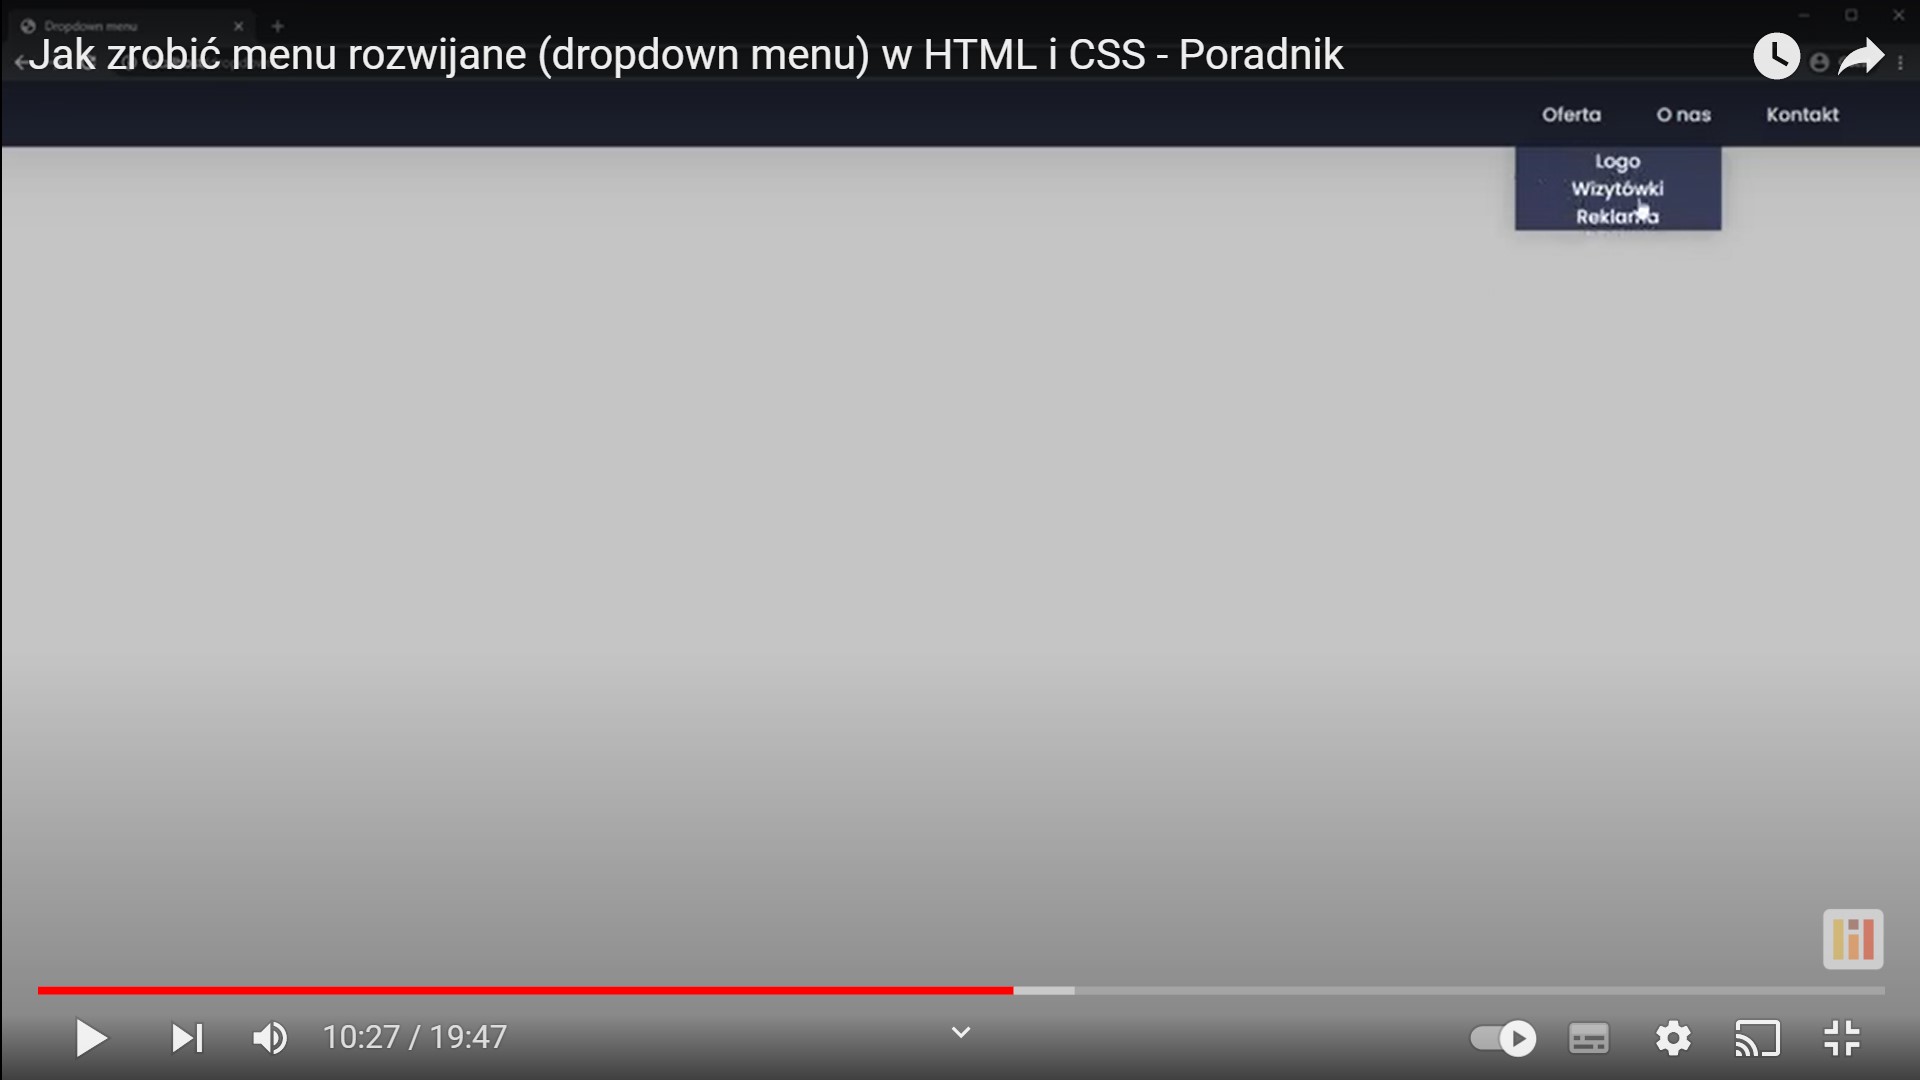 Dropdown menu
Jak zrobić menu rozwijane (dropdown menu) w HTML i CSS - Poradnik
Oferta O nas Kontakt
Logo
Wizytówki
Reklama
10:27 / 19:47